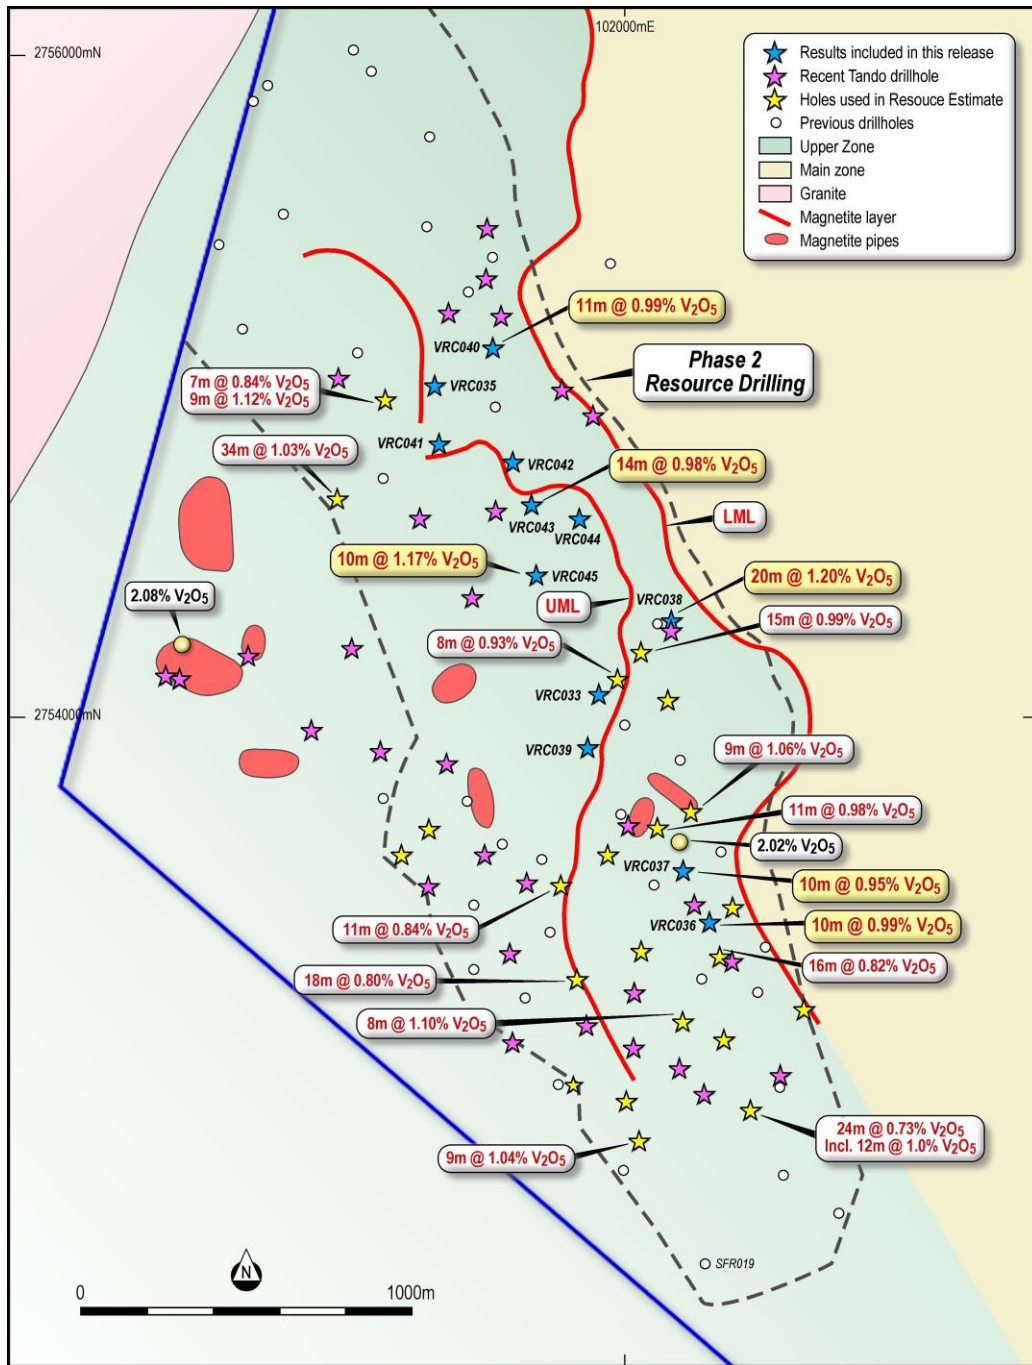 102000mE
2756000mN
Results included in this release
Recent Tando drillhole
Holes used in Resouce Estimate
Previous drillholes
Upper Zone
Main zone
Granite
Magnetite layer
Magnetite pipes
11m @ 0.99% V₂O₅
VRC040
Phase 2
Resource Drilling
VRC035
7m @ 0.84% V₂O₅
9m @ 1.12% V₂O₅
VRC041
34m @ 1.03% V₂O₅
VRC042
14m @ 0.98% V₂O₅
LML
VRC043
VRC044
10m @ 1.17% V₂O₅
VRC045
20m @ 1.20% V₂O₅
2.08% V₂O₅
UML
VRC038
15m @ 0.99% V₂O₅
8m @ 0.93% V₂O₅
VRC033
2754000mN
VRC039
9m @ 1.06% V₂O₅
11m @ 0.98% V₂O₅
2.02% V₂O₅
VRC037
10m @ 0.95% V₂O₅
11m @ 0.84% V₂O₅
VRC036
10m @ 0.99% V₂O₅
16m @ 0.82% V₂O₅
18m @ 0.80% V₂O₅
8m @ 1.10% V₂O₅
24m @ 0.73% V₂O₅
Incl. 12m @ 1.0% V₂O₅
9m @ 1.04% V₂O₅
SFR019
N
0
1000m